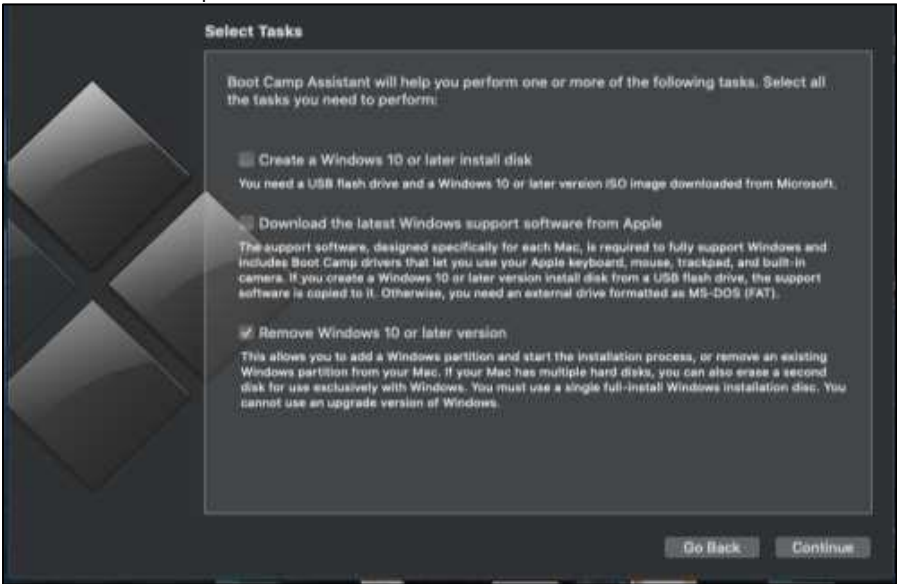 Select Tasks
Boot Camp Assistant will help you perform one or more of the following tasks. Select all
the tasks you need to perform:
Create a Windows 10 or later install disk
You need a USB flash drive and a Windows 10 or later version ISO image downloaded from Microsoft.
Download the latest Windows support software from Apple
The support software, designed specifically for each Mac, is required to fully support Windows and
includes Boot Camp drivers that let you use your Apple keyboard, mouse, trackpad, and built-in
camera. If you create a Windows 10 or later version install disk from a USB flash drive, the support
software is copied to it. Otherwise, you need an external drive formatted as MS-DOS (FAT).
Remove Windows 10 or later version
This allows you to add a Windows partition and start the installation process, or remove an existing
Windows partition from your Mac. If your Mac has multiple hard disks, you can also erase a second
disk for use exclusively with Windows. You must use a single full-install Windows installation disc. You
cannot use an upgrade version of Windows.
Go Back Continue